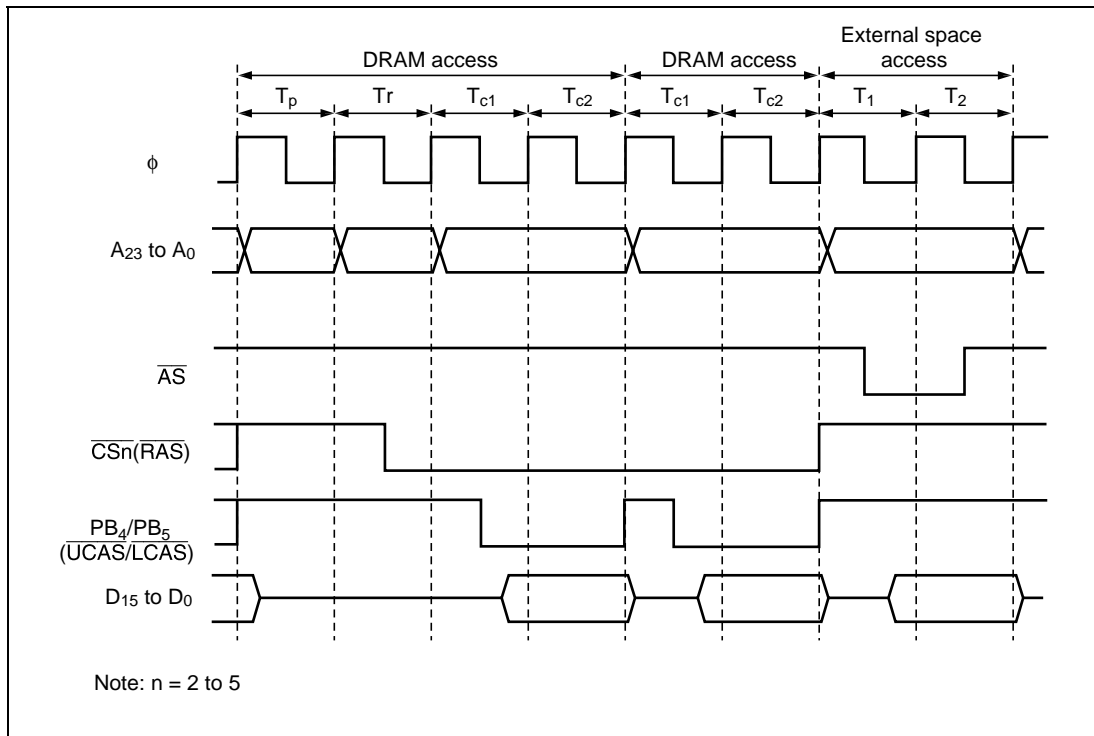 DRAM access DRAM access External space access
Tp Tr Tc1 Tc2 Tc1 Tc2 T1 T2
ϕ
A23 to A0
AS
CSn(RAS)
PB4/PB5
(UCAS/LCAS)
D15 to D0
Note: n = 2 to 5